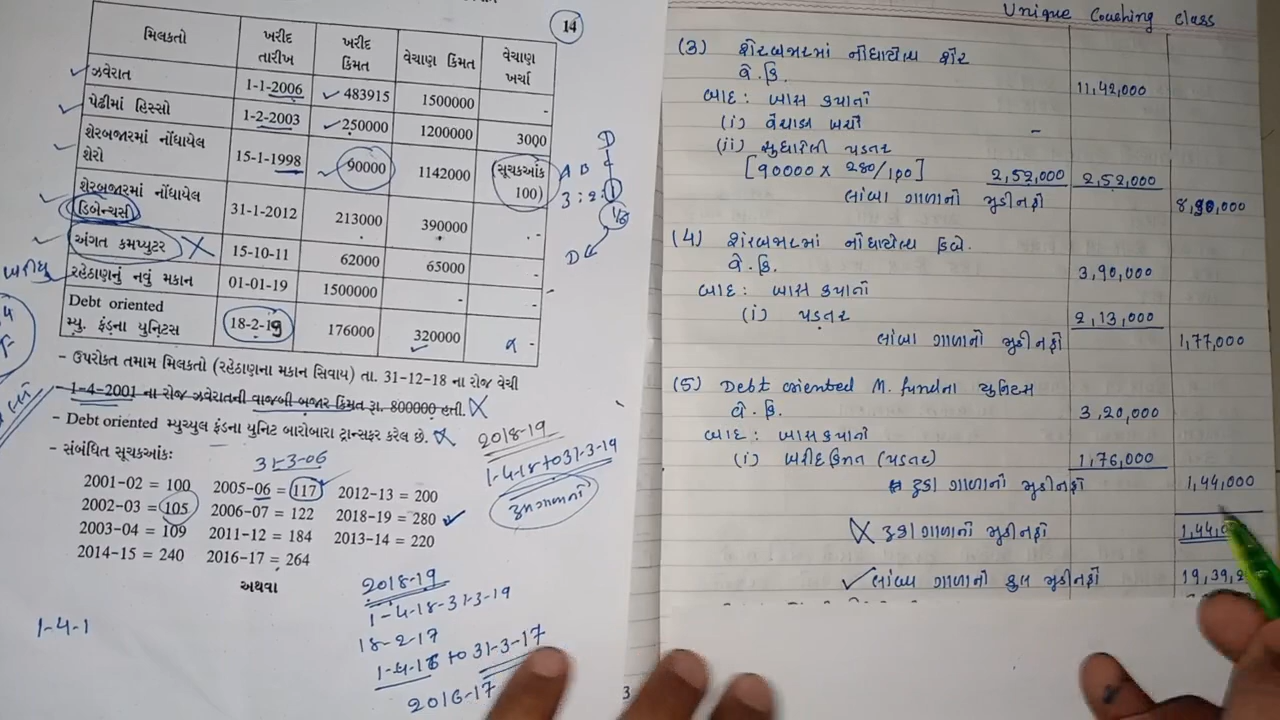 14
મિલકતો ખરીદ તારીખ ખરીદ કિંમત વેચાણ કિંમત વેચાણ ખર્ચા
ઝવેરાત 1-1-2006 483915 1500000 -
પેઢીમાં હિસ્સો 1-2-2003 250000 1200000 3000
શેરબજારમાં નોંધાયેલ શેરો 15-1-1998 90000 1142000 (સૂચકઆંક 100)
શેરબજારમાં નોંધાયેલ ડિબેન્ચર્સ 31-1-2012 213000 390000 -
અંગત કમ્પ્યુટર 15-10-11 62000 65000 -
રહેઠાણનું નવું મકાન 01-01-19 1500000 - -
Debt oriented
મ્યુ. ફંડના યુનિટસ 18-2-19 176000 320000 -
D
A B
3 : 2 : 1
1/3
D
- ઉપરોક્ત તમામ મિલકતો (રહેઠાણના મકાન સિવાય) તા. 31-12-18 ના રોજ વેચી
1-4-2001 ના રોજ ઝવેરાતની વાજબી બજાર કિંમત રૂા. 800000 હતી.
- Debt oriented મ્યુચ્યુલ ફંડના યુનિટ બારોબારા ટ્રાન્સફર કરેલ છે.
- સંબંધિત સૂચકઆંકઃ
31-3-06
2001-02 = 100 2005-06 = 117 2012-13 = 200
2002-03 = 105 2006-07 = 122 2018-19 = 280
2003-04 = 109 2011-12 = 184 2013-14 = 220
2014-15 = 240 2016-17 = 264
અથવા
2018-19
1-4-18 to 31-3-19
2018-19
1-4-18-31-3-19
18-2-17
1-4-16 to 31-3-17
2016-17
1-4-1
3
Unique Coaching Class
(3) શેરબજારમાં નોંધાયેલ શેર
વે. કિ. 11,42,000
બાદ : ખાસ કપાતો
(i) વેચાણ ખર્ચા -
(ii) સુધારેલી પડતર
[90000 x 280/100] 2,52,000 2,52,000
લાંબા ગાળાનો મૂડીનફો 8,90,000
(4) શેરબજારમાં નોંધાયેલ ડિબે.
વે. કિ. 3,90,000
બાદ : ખાસ કપાતો
(i) પડતર 2,13,000
લાંબા ગાળાનો મૂડીનફો 1,77,000
(5) Debt oriented M. fundના યુનિટસ
વે. કિ. 3,20,000
બાદ : ખાસ કપાતો
(i) ખરીદકિંમત (પડતર) 1,76,000
ટૂંકા ગાળાનો મૂડીનફો 1,44,000
ટૂંકા ગાળાનો મૂડીનફો
લાંબા ગાળાનો કુલ મૂડીનફો